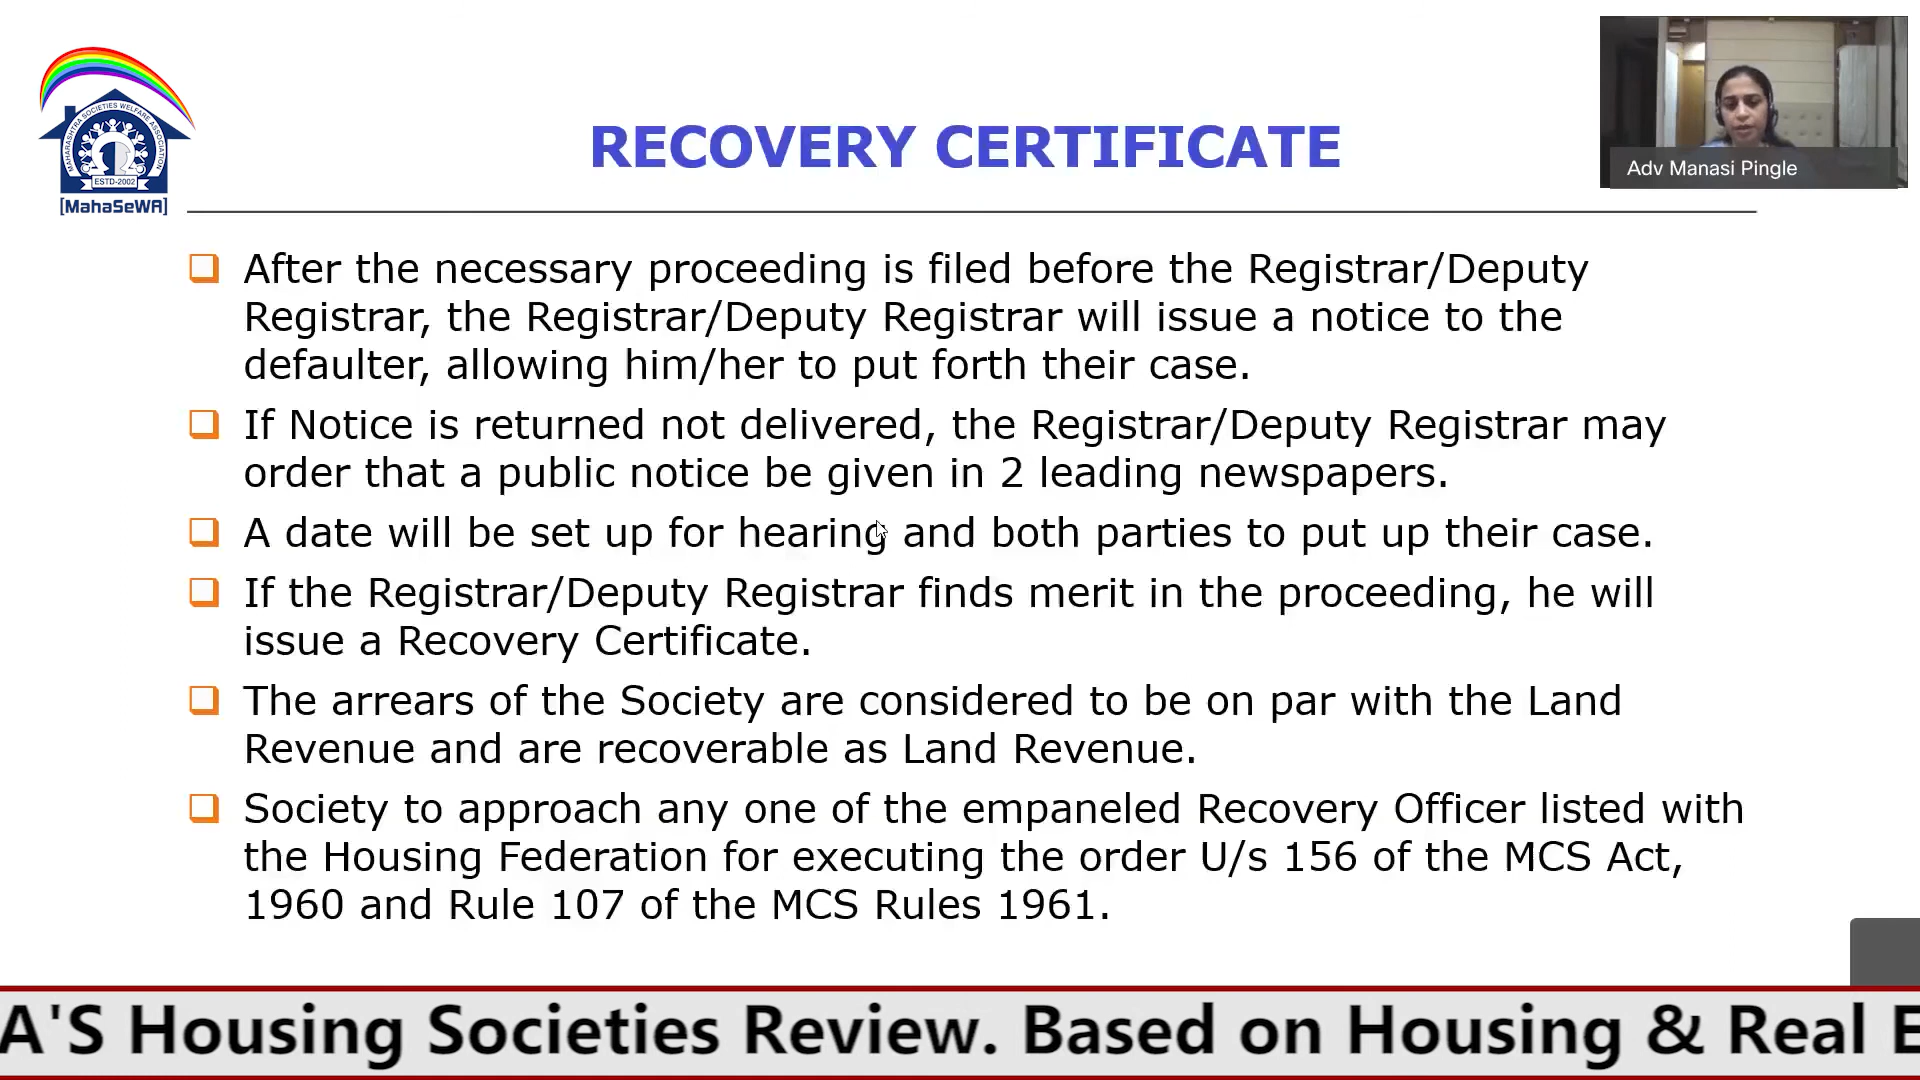 MAHARASHTRA SOCIETIES WELFARE ASSOCIATION
ESTD-2002
[MahaSeWA]
RECOVERY CERTIFICATE
Adv Manasi Pingle
After the necessary proceeding is filed before the Registrar/Deputy
Registrar, the Registrar/Deputy Registrar will issue a notice to the
defaulter, allowing him/her to put forth their case.
If Notice is returned not delivered, the Registrar/Deputy Registrar may
order that a public notice be given in 2 leading newspapers.
A date will be set up for hearing and both parties to put up their case.
If the Registrar/Deputy Registrar finds merit in the proceeding, he will
issue a Recovery Certificate.
The arrears of the Society are considered to be on par with the Land
Revenue and are recoverable as Land Revenue.
Society to approach any one of the empaneled Recovery Officer listed with
the Housing Federation for executing the order U/s 156 of the MCS Act,
1960 and Rule 107 of the MCS Rules 1961.
A'S Housing Societies Review. Based on Housing & Real E